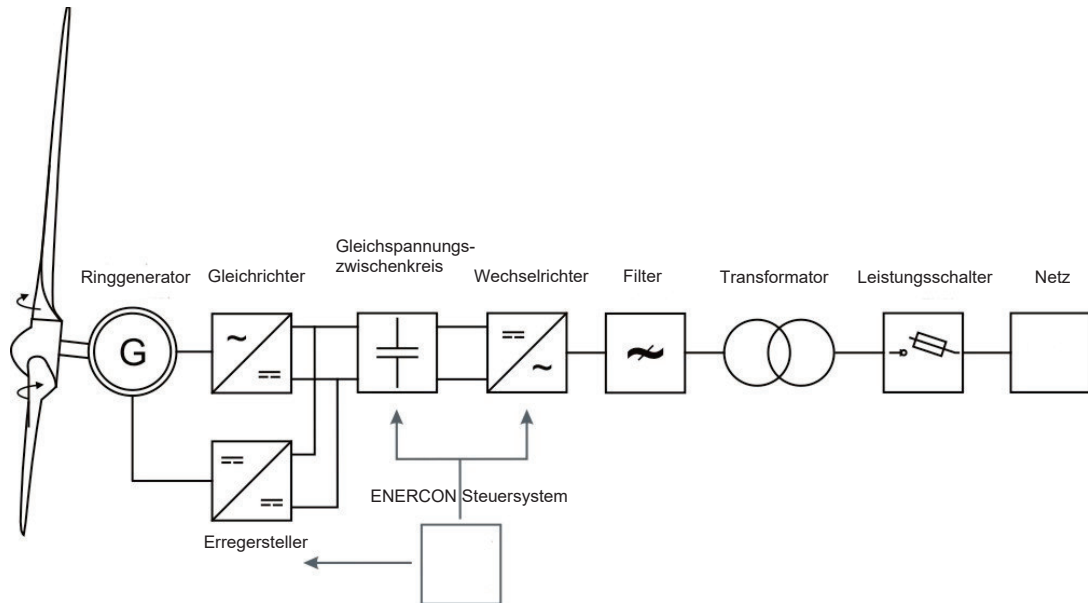 Gleichspannungs-
zwischenkreis
Ringgenerator
Gleichrichter
Wechselrichter
Filter
Transformator
Leistungsschalter
Netz
G
ENERCON Steuersystem
Erregersteller